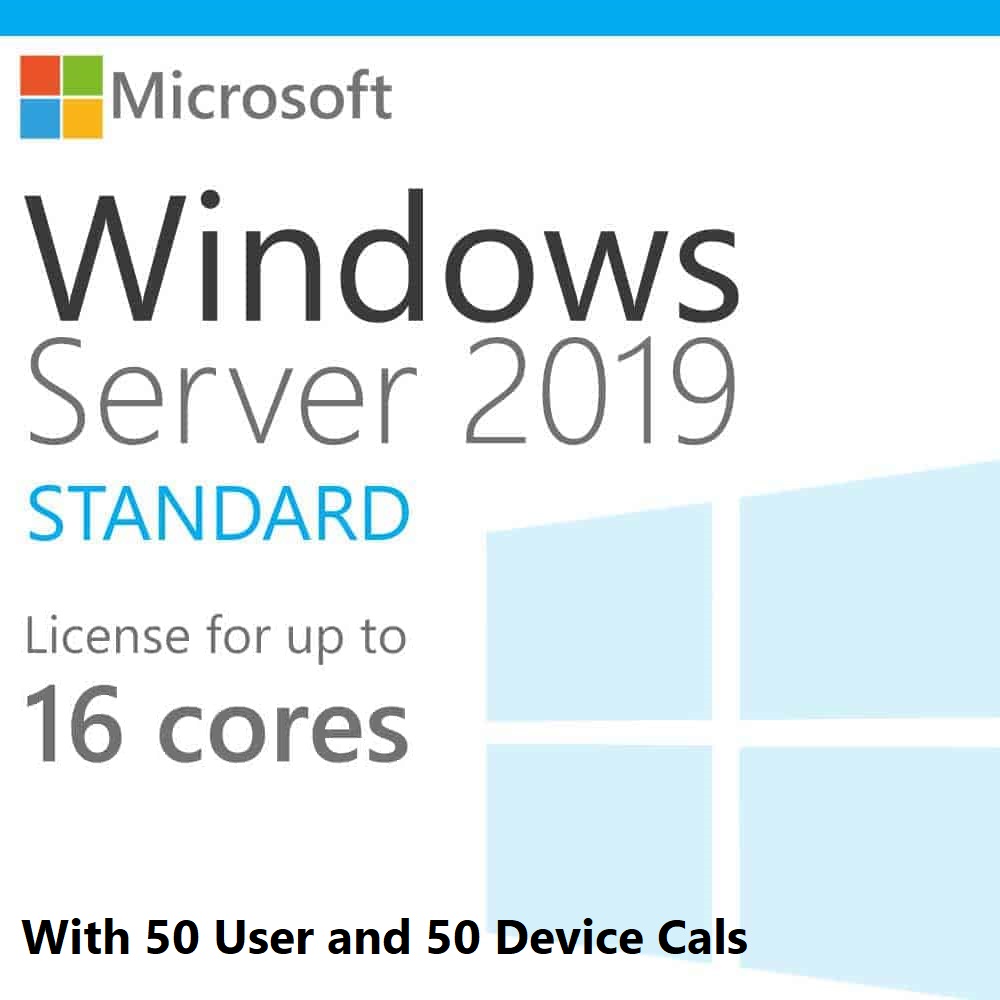 Microsoft
Windows
Server 2019
STANDARD
License for up to
16 cores
With 50 User and 50 Device Cals